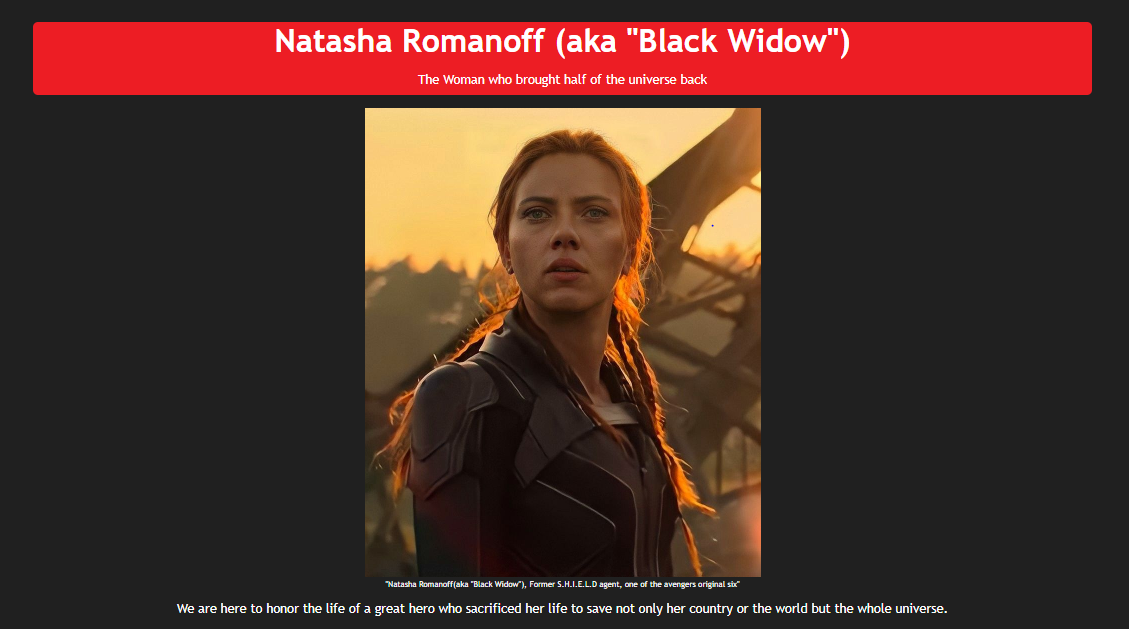 Natasha Romanoff (aka "Black Widow")
The Woman who brought half of the universe back
"Natasha Romanoff(aka "Black Widow"), Former S.H.I.E.L.D agent, one of the avengers original six"
We are here to honor the life of a great hero who sacrificed her life to save not only her country or the world but the whole universe.